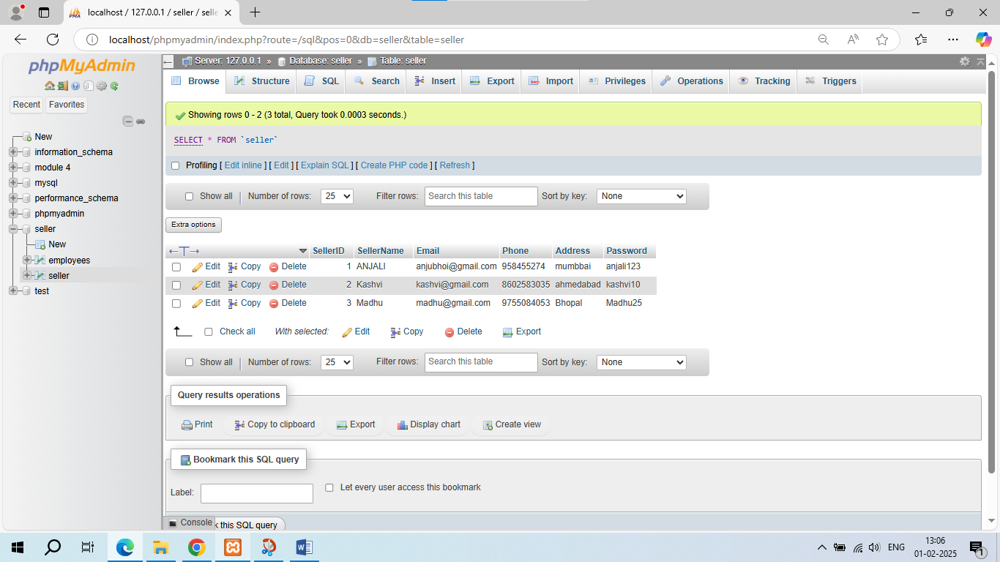 localhost / 127.0.0.1 / seller / selle
localhost/phpmyadmin/index.php?route=/sql&pos=0&db=seller&table=seller
phpMyAdmin
Recent Favorites
New
information_schema
module 4
mysql
performance_schema
phpmyadmin
seller
New
employees
seller
test
Server: 127.0.0.1 » Database: seller » Table: seller
Browse Structure SQL Search Insert Export Import Privileges Operations Tracking Triggers
Showing rows 0 - 2 (3 total, Query took 0.0003 seconds.)
SELECT * FROM `seller`
Profiling [ Edit inline ] [ Edit ] [ Explain SQL ] [ Create PHP code ] [ Refresh ]
Show all Number of rows: 25 Filter rows: Search this table Sort by key: None
Extra options
←T→ SellerID SellerName Email Phone Address Password
Edit Copy Delete 1 ANJALI anjubhoi@gmail.com 958455274 mumbbai anjali123
Edit Copy Delete 2 Kashvi kashvi@gmail.com 8602583035 ahmedabad kashvi10
Edit Copy Delete 3 Madhu madhu@gmail.com 9755084053 Bhopal Madhu25
Check all With selected: Edit Copy Delete Export
Show all Number of rows: 25 Filter rows: Search this table Sort by key: None
Query results operations
Print Copy to clipboard Export Display chart Create view
Bookmark this SQL query
Label: Let every user access this bookmark
Console k this SQL query
ENG
13:06
01-02-2025
1